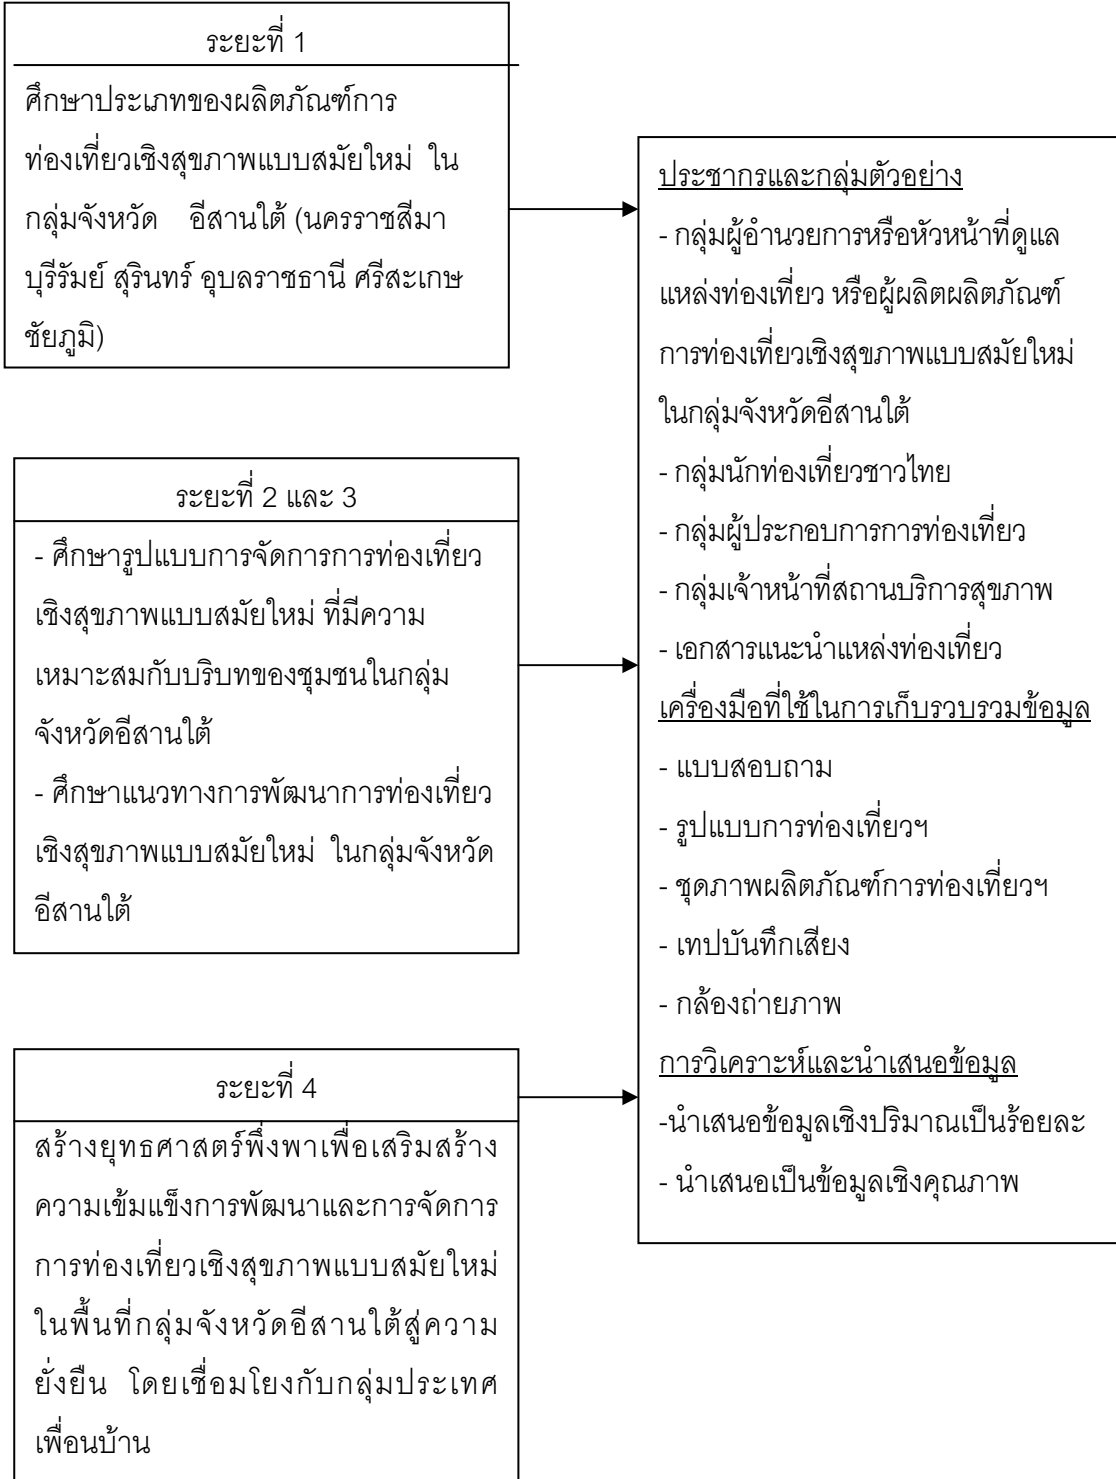 ระยะที่ 1
ศึกษาประเภทของผลิตภัณฑ์การ
ท่องเที่ยวเชิงสุขภาพแบบสมัยใหม่ ใน
กลุ่มจังหวัด อีสานใต้ (นครราชสีมา
บุรีรัมย์ สุรินทร์ อุบลราชธานี ศรีสะเกษ
ชัยภูมิ)
ระยะที่ 2 และ 3
- ศึกษารูปแบบการจัดการการท่องเที่ยว
เชิงสุขภาพแบบสมัยใหม่ ที่มีความ
เหมาะสมกับบริบทของชุมชนในกลุ่ม
จังหวัดอีสานใต้
- ศึกษาแนวทางการพัฒนาการท่องเที่ยว
เชิงสุขภาพแบบสมัยใหม่ ในกลุ่มจังหวัด
อีสานใต้
ระยะที่ 4
สร้างยุทธศาสตร์พึ่งพาเพื่อเสริมสร้าง
ความเข้มแข็งการพัฒนาและการจัดการ
การท่องเที่ยวเชิงสุขภาพแบบสมัยใหม่
ในพื้นที่กลุ่มจังหวัดอีสานใต้สู่ความ
ยั่งยืน โดยเชื่อมโยงกับกลุ่มประเทศ
เพื่อนบ้าน
ประชากรและกลุ่มตัวอย่าง
- กลุ่มผู้อำนวยการหรือหัวหน้าที่ดูแล
แหล่งท่องเที่ยว หรือผู้ผลิตผลิตภัณฑ์
การท่องเที่ยวเชิงสุขภาพแบบสมัยใหม่
ในกลุ่มจังหวัดอีสานใต้
- กลุ่มนักท่องเที่ยวชาวไทย
- กลุ่มผู้ประกอบการการท่องเที่ยว
- กลุ่มเจ้าหน้าที่สถานบริการสุขภาพ
- เอกสารแนะนำแหล่งท่องเที่ยว
เครื่องมือที่ใช้ในการเก็บรวบรวมข้อมูล
- แบบสอบถาม
- รูปแบบการท่องเที่ยวฯ
- ชุดภาพผลิตภัณฑ์การท่องเที่ยวฯ
- เทปบันทึกเสียง
- กล้องถ่ายภาพ
การวิเคราะห์และนำเสนอข้อมูล
-นำเสนอข้อมูลเชิงปริมาณเป็นร้อยละ
- นำเสนอเป็นข้อมูลเชิงคุณภาพ